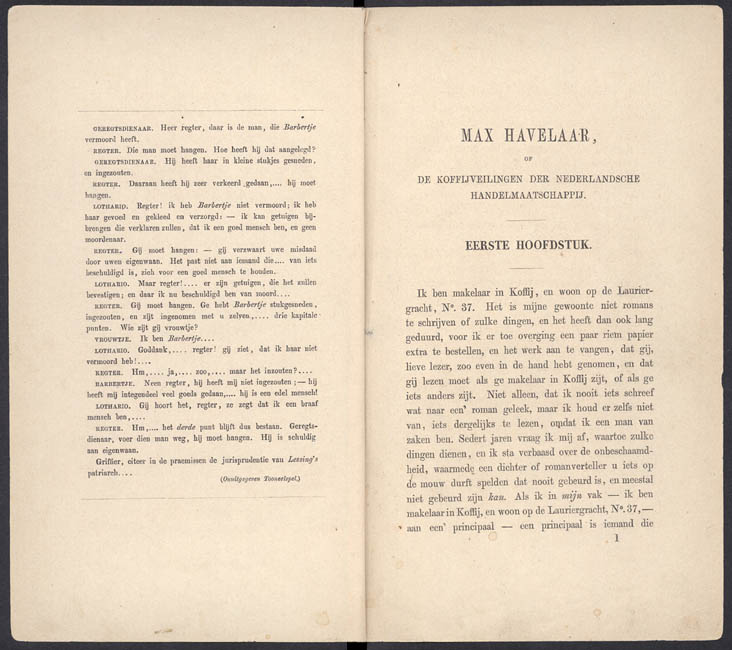 GEREGTSDIENAAR. Heer regter, daar is de man, die Barbertje
vermoord heeft.
REGTER. Die man moet hangen. Hoe heeft hij dat aangelegd?
GEREGTSDIENAAR. Hij heeft haar in kleine stukjes gesneden,
en ingezouten.
REGTER. Daaraan heeft hij zeer verkeerd gedaan,.... hij moet
hangen.
LOTHARIO. Regter! ik heb Barbertje niet vermoord; ik heb
haar gevoed en gekleed en verzorgd: — ik kan getuigen bij-
brengen die verklaren zullen, dat ik een goed mensch ben, en geen
moordenaar.
REGTER. Gij moet hangen: — gij verzwaart uwe misdaad
door uwen eigenwaan. Het past niet aan iemand die.... van iets
beschuldigd is, zich voor een goed mensch te houden.
LOTHARIO. Maar regter!.... er zijn getuigen, die het zullen
bevestigen; en daar ik nu beschuldigd ben van moord....
REGTER. Gij moet hangen. Ge hebt Barbertje stukgesneden,
ingezouten, en zijt ingenomen met u zelven,.... drie kapitale
punten. Wie zijt gij vrouwtje?
VROUWTJE. Ik ben Barbertje....
LOTHARIO. Goddank,.... regter! gij ziet, dat ik haar niet
vermoord heb!....
REGTER. Hm,.... ja,.... zoo,.... maar het inzouten?....
BARBERTJE. Neen regter, hij heeft mij niet ingezouten; — hij
heeft mij integendeel veel goeds gedaan,.... hij is een edel mensch!
LOTHARIO. Gij hoort het, regter, ze zegt dat ik een braaf
mensch ben,....
REGTER. Hm,.... het derde punt blijft dus bestaan. Geregts-
dienaar, voer dien man weg, hij moet hangen. Hij is schuldig
aan eigenwaan.
Griffier, citeer in de praemissen de jurisprudentie van Lessing's
patriarch....
(Onuitgegeven Tooneelspel.)
MAX HAVELAAR,
OF
DE KOFFIJVEILINGEN DER NEDERLANDSCHE
HANDELMAATSCHAPPIJ.
EERSTE HOOFDSTUK.
Ik ben makelaar in Koffij, en woon op de Laurier-
gracht, N°. 37. Het is mijne gewoonte niet romans
te schrijven of zulke dingen, en het heeft dan ook lang
geduurd, voor ik er toe overging een paar riem papier
extra te bestellen, en het werk aan te vangen, dat gij,
lieve lezer, zoo even in de hand hebt genomen, en dat
gij lezen moet als ge makelaar in Koffij zijt, of als ge
iets anders zijt. Niet alleen, dat ik nooit iets schreef
wat naar een' roman geleek, maar ik houd er zelfs niet
van, iets dergelijks te lezen, omdat ik een man van
zaken ben. Sedert jaren vraag ik mij af, waartoe zulke
dingen dienen, en ik sta verbaasd over de onbeschaamd-
heid, waarmede een dichter of romanverteller u iets op
de mouw durft spelden dat nooit gebeurd is, en meestal
niet gebeurd zijn kan. Als ik in mijn vak — ik ben
makelaar in Koffij, en woon op de Lauriergracht, N°. 37, —
aan een' principaal — een principaal is iemand die
1